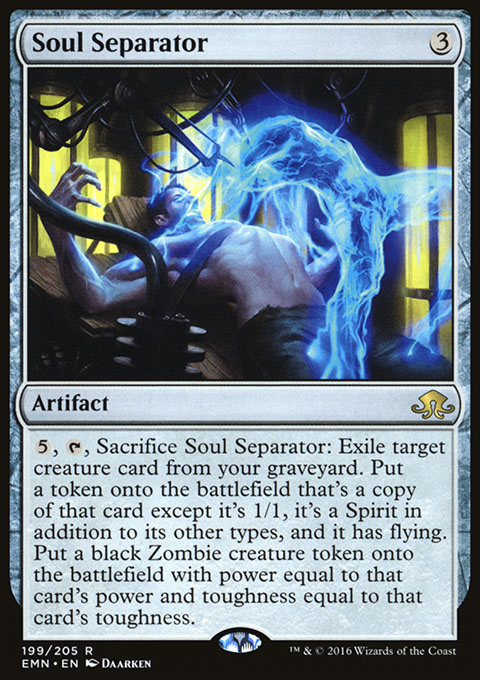 Soul Separator 3
Artifact
5, T, Sacrifice Soul Separator: Exile target
creature card from your graveyard. Put
a token onto the battlefield that's a copy
of that card except it's 1/1, it's a Spirit in
addition to its other types, and it has flying.
Put a black Zombie creature token onto
the battlefield with power equal to that
card's power and toughness equal to that
card's toughness.
199/205 R
EMN • EN DAARKEN
™ & © 2016 Wizards of the Coast